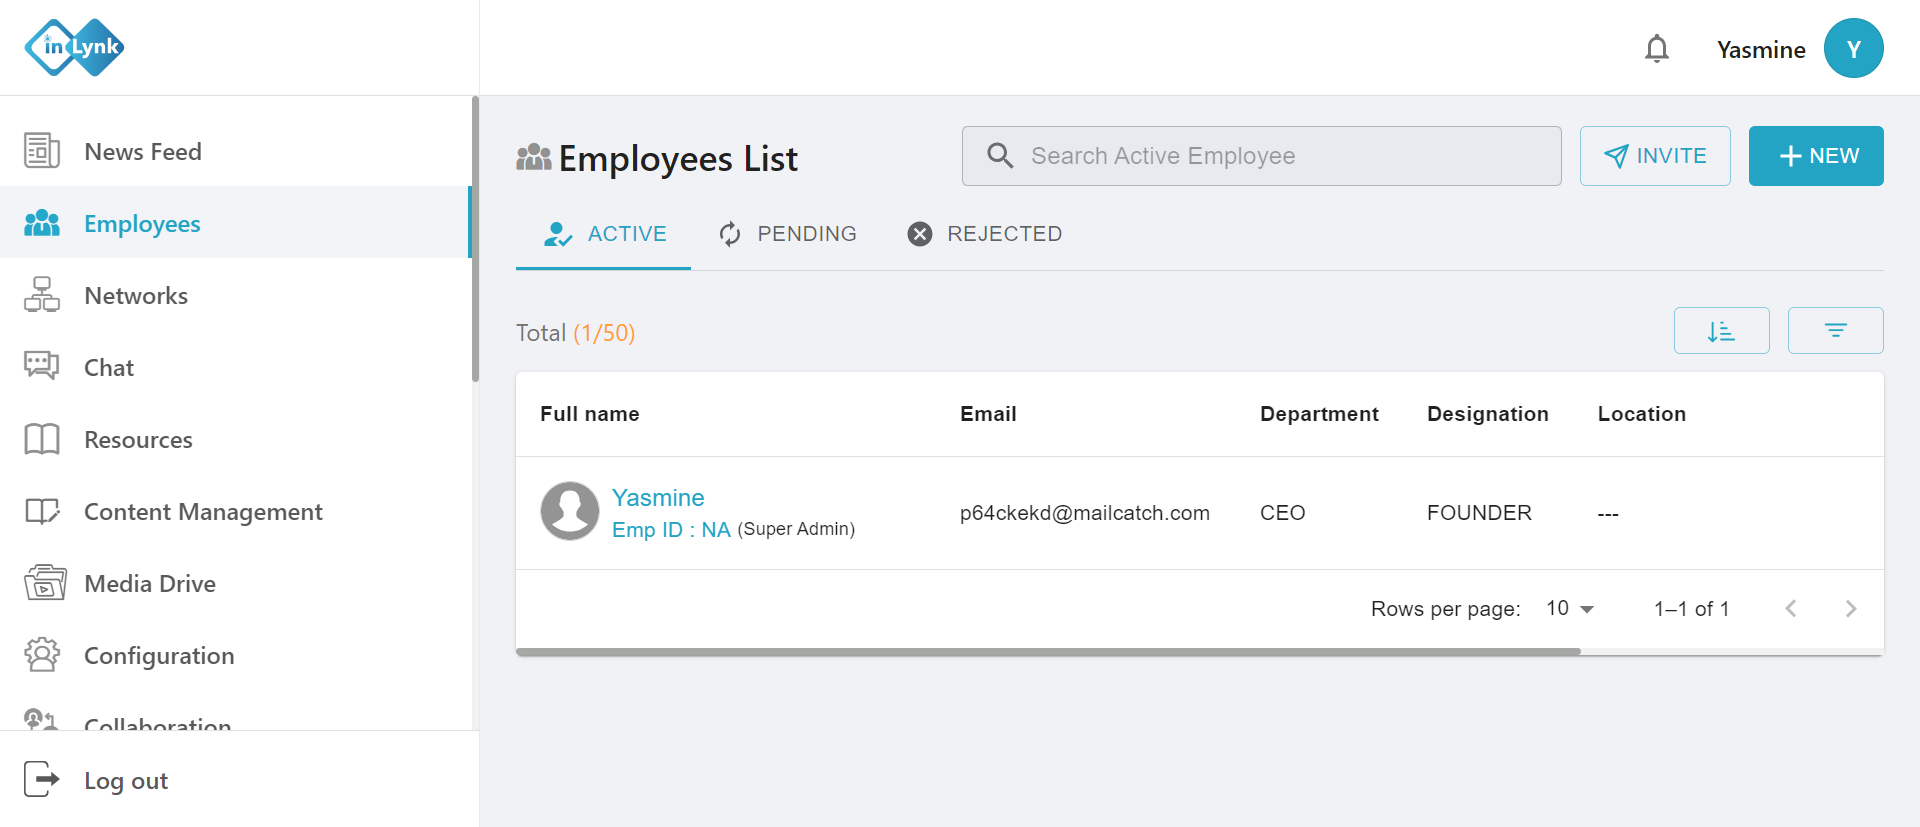 inLynk
Yasmine Y
News Feed
Employees
Networks
Chat
Resources
Content Management
Media Drive
Configuration
Collaboration
Log out
Employees List
Search Active Employee
INVITE
NEW
ACTIVE PENDING REJECTED
Total (1/50)
Full name Email Department Designation Location
Yasmine
Emp ID : NA (Super Admin)
p64ckekd@mailcatch.com CEO FOUNDER ---
Rows per page: 10 1–1 of 1